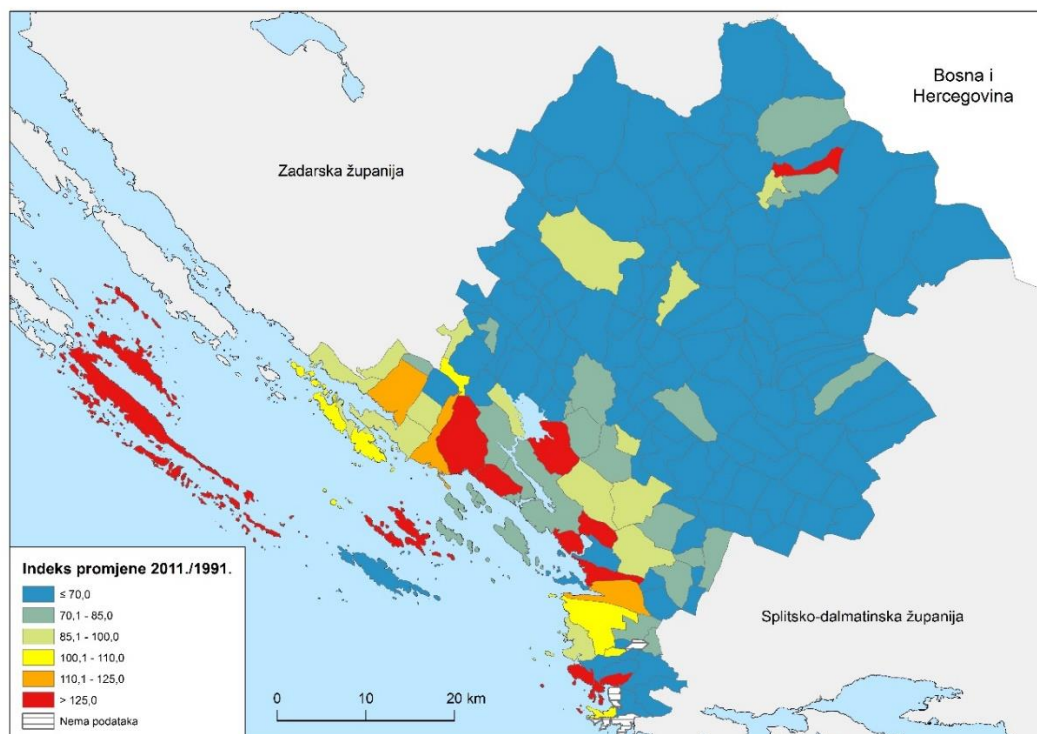 Bosna i
Hercegovina
Zadarska županija
Splitsko-dalmatinska županija
Indeks promjene 2011./1991.
≤ 70,0
70,1 - 85,0
85,1 - 100,0
100,1 - 110,0
110,1 - 125,0
> 125,0
Nema podataka
0 10 20 km